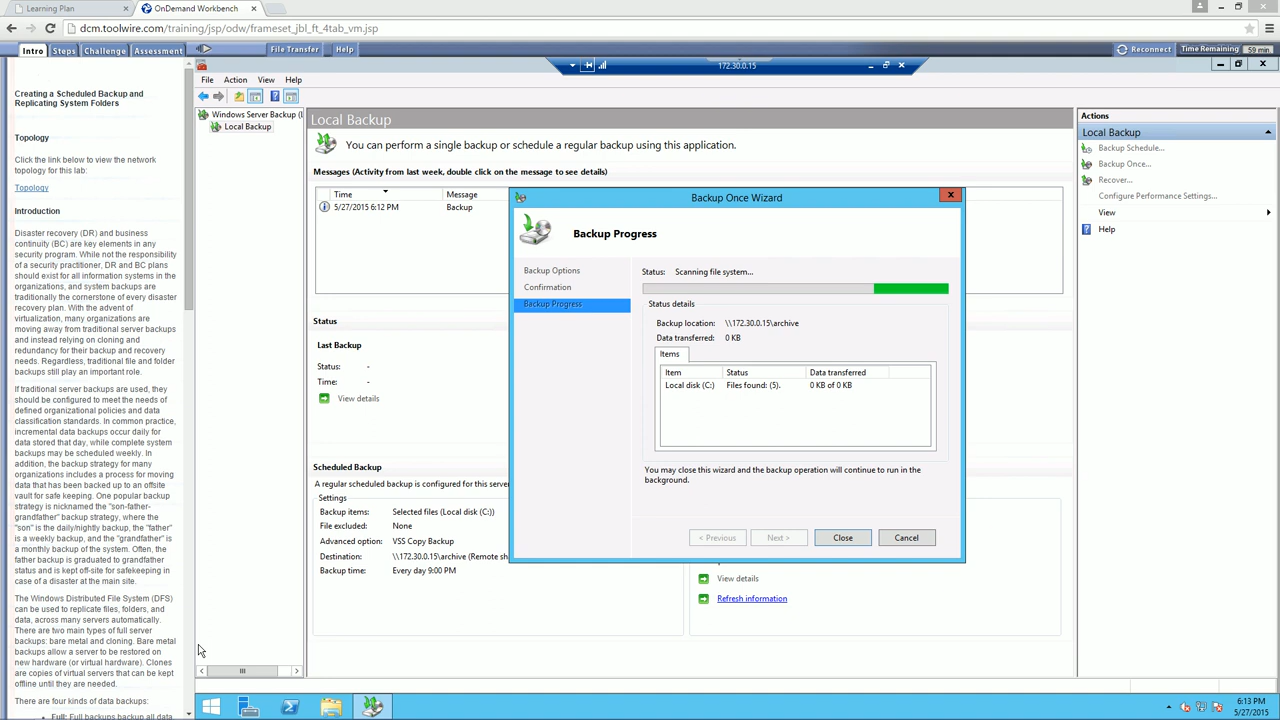 Learning Plan
OnDemand Workbench
dcm.toolwire.com/training/jsp/odw/frameset_jbl_ft_4tab_vm.jsp
Intro
Steps
Challenge
Assessment
File Transfer
Help
Reconnect
Time Remaining
59 min
172.30.0.15
Creating a Scheduled Backup and
Replicating System Folders
Topology
Click the link below to view the network
topology for this lab:
Topology
Introduction
Disaster recovery (DR) and business
continuity (BC) are key elements in any
security program. While not the responsibility
of a security practitioner, DR and BC plans
should exist for all information systems in the
organizations, and system backups are
traditionally the cornerstone of every disaster
recovery plan. With the advent of
virtualization, many organizations are
moving away from traditional server backups
and instead relying on cloning and
redundancy for their backup and recovery
needs. Regardless, traditional file and folder
backups still play an important role.
If traditional server backups are used, they
should be configured to meet the needs of
defined organizational policies and data
classification standards. In common practice,
incremental data backups occur daily for
data stored that day, while complete system
backups may be scheduled weekly. In
addition, the backup strategy for many
organizations includes a process for moving
data that has been backed up to an offsite
vault for safe keeping. One popular backup
strategy is nicknamed the "son-father-
grandfather" backup strategy, where the
"son" is the daily/nightly backup, the "father"
is a weekly backup, and the "grandfather" is
a monthly backup of the system. Often, the
father backup is graduated to grandfather
status and is kept off-site for safekeeping in
case of a disaster at the main site.
The Windows Distributed File System (DFS)
can be used to replicate files, folders, and
data, across many servers automatically.
There are two main types of full server
backups: bare metal and cloning. Bare metal
backups allow a server to be restored on
new hardware (or virtual hardware). Clones
are copies of virtual servers that can be kept
offline until they are needed.
There are four kinds of data backups:
Full: Full backups backup all data
File
Action
View
Help
Windows Server Backup (L
Local Backup
Local Backup
You can perform a single backup or schedule a regular backup using this application.
Messages (Activity from last week, double click on the message to see details)
Time
Message
5/27/2015 6:12 PM
Backup
Status
Last Backup
Status: -
Time: -
View details
Scheduled Backup
A regular scheduled backup is configured for this serve
Settings
Backup items: Selected files (Local disk (C:))
File excluded: None
Advanced option: VSS Copy Backup
Destination: \\172.30.0.15\archive (Remote sh
Backup time: Every day 9:00 PM
View details
Refresh information
Backup Once Wizard
Backup Progress
Backup Options
Confirmation
Backup Progress
Status: Scanning file system...
Status details
Backup location: \\172.30.0.15\archive
Data transferred: 0 KB
Items
Item Status Data transferred
Local disk (C:) Files found: (5). 0 KB of 0 KB
You may close this wizard and the backup operation will continue to run in the
background.
< Previous
Next >
Close
Cancel
Actions
Local Backup
Backup Schedule...
Backup Once...
Recover...
Configure Performance Settings...
View
Help
6:13 PM
5/27/2015